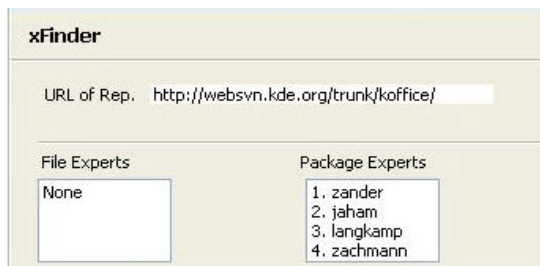 xFinder
URL of Rep. http://websvn.kde.org/trunk/koffice/
File Experts
None
Package Experts
1. zander
2. jaham
3. langkamp
4. zachmann